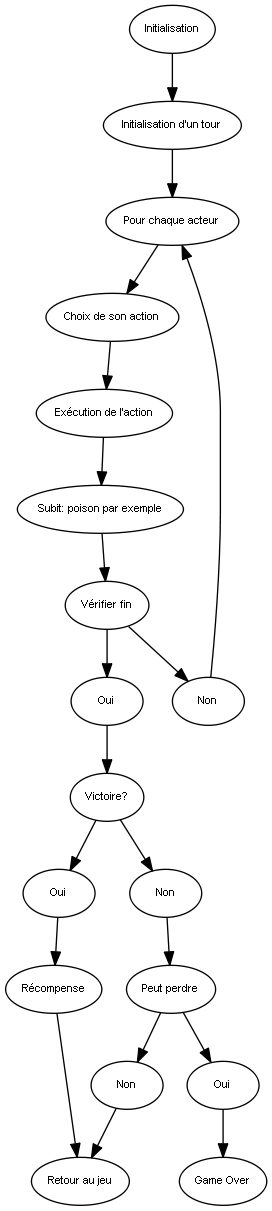 Initialisation
Initialisation d'un tour
Pour chaque acteur
Choix de son action
Exécution de l'action
Subit: poison par exemple
Vérifier fin
Oui
Non
Victoire?
Oui
Non
Récompense
Peut perdre
Non
Oui
Retour au jeu
Game Over